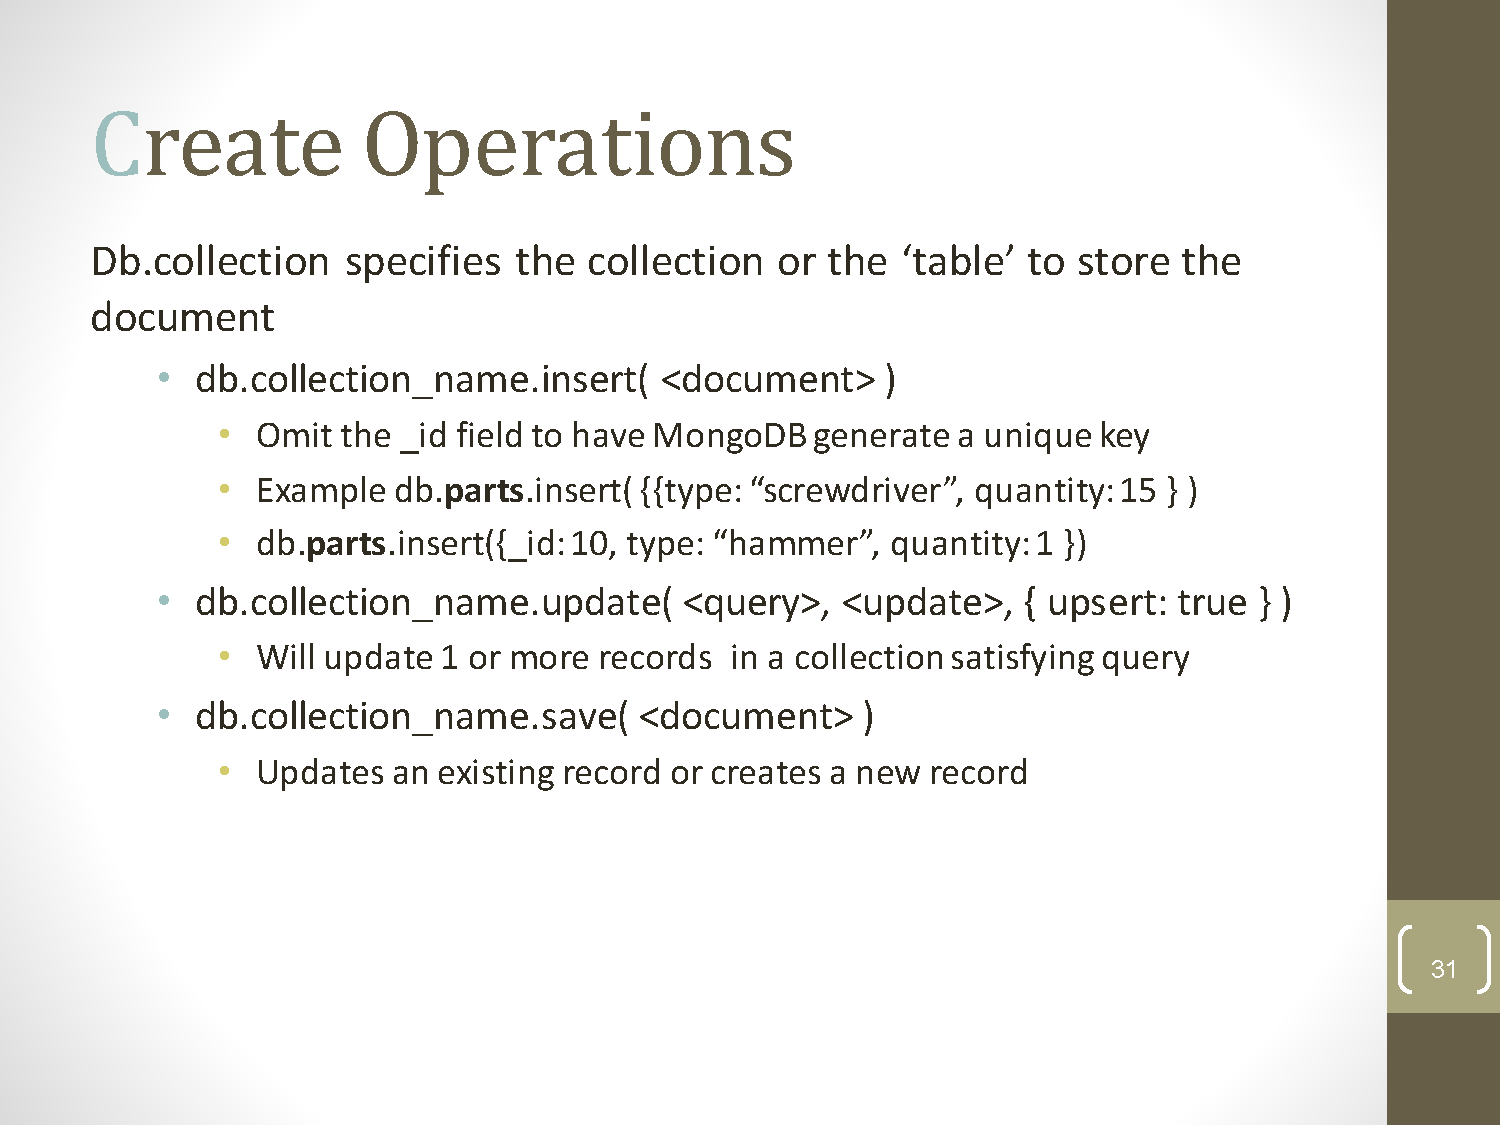 Create Operations
Db.collection specifies the collection or the ‘table’ to store the
document
• db.collection_name.insert( <document> )
• Omit the _id field to have MongoDB generate a unique key
• Example db.parts.insert( {{type: “screwdriver”, quantity: 15 } )
• db.parts.insert({_id: 10, type: “hammer”, quantity: 1 })
• db.collection_name.update( <query>, <update>, { upsert: true } )
• Will update 1 or more records in a collection satisfying query
• db.collection_name.save( <document> )
• Updates an existing record or creates a new record
31